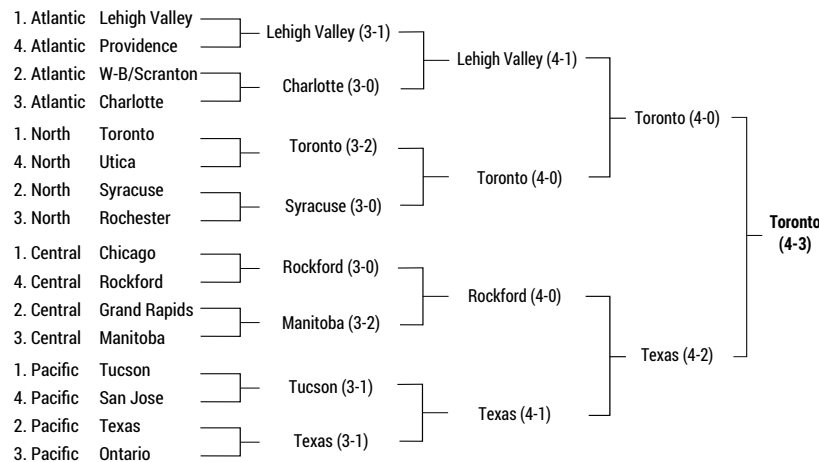 1. Atlantic Lehigh Valley
4. Atlantic Providence
2. Atlantic W-B/Scranton
3. Atlantic Charlotte
1. North Toronto
4. North Utica
2. North Syracuse
3. North Rochester
1. Central Chicago
4. Central Rockford
2. Central Grand Rapids
3. Central Manitoba
1. Pacific Tucson
4. Pacific San Jose
2. Pacific Texas
3. Pacific Ontario
Lehigh Valley (3-1)
Charlotte (3-0)
Toronto (3-2)
Syracuse (3-0)
Rockford (3-0)
Manitoba (3-2)
Tucson (3-1)
Texas (3-1)
Lehigh Valley (4-1)
Toronto (4-0)
Rockford (4-0)
Texas (4-1)
Toronto (4-0)
Texas (4-2)
Toronto
(4-3)